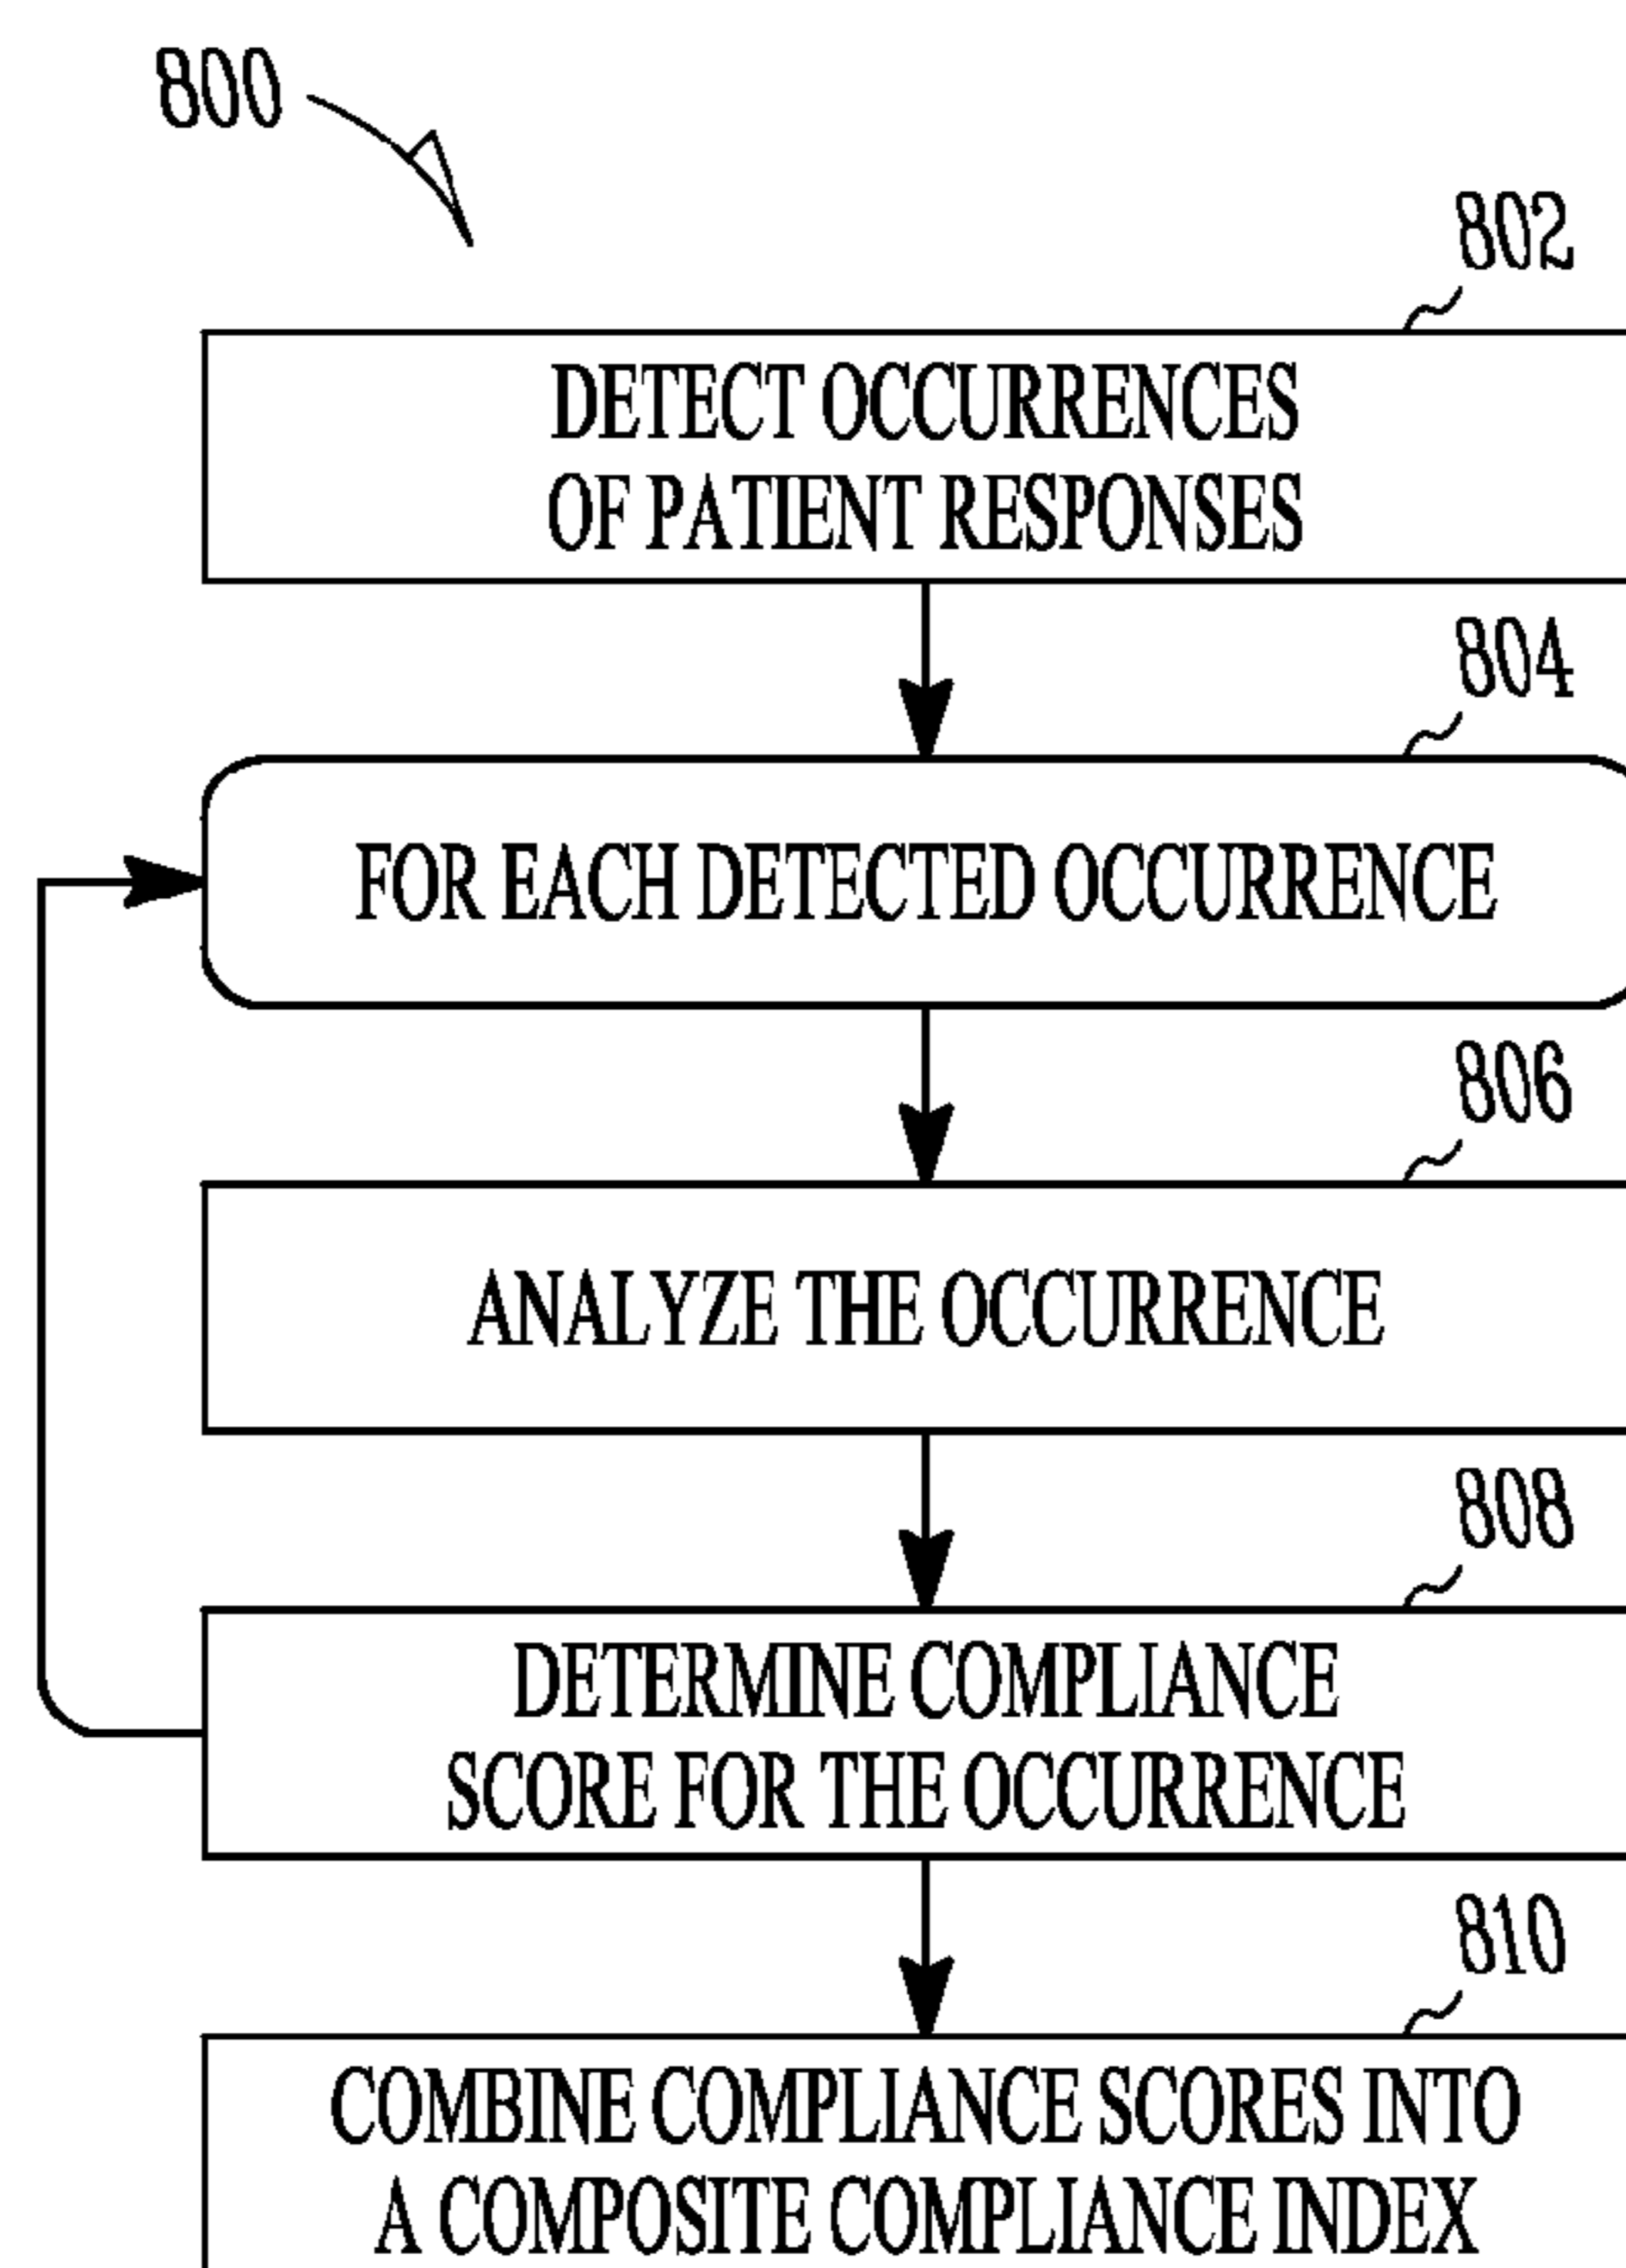 800
802
DETECT OCCURRENCES
OF PATIENT RESPONSES
804
FOR EACH DETECTED OCCURRENCE
806
ANALYZE THE OCCURRENCE
808
DETERMINE COMPLIANCE
SCORE FOR THE OCCURRENCE
810
COMBINE COMPLIANCE SCORES INTO
A COMPOSITE COMPLIANCE INDEX